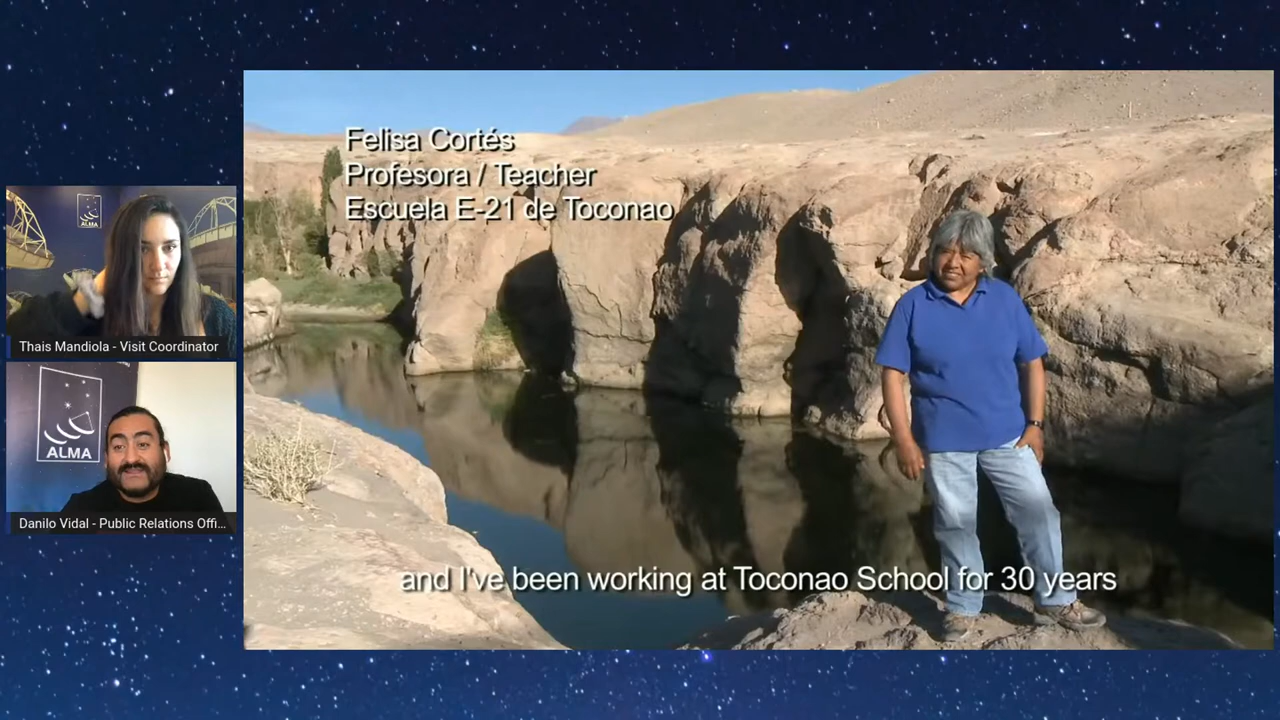 Felisa Cortés
Profesora / Teacher
Escuela E-21 de Toconao
ALMA
Thais Mandiola - Visit Coordinator
ALMA
Danilo Vidal - Public Relations Offi...
and I've been working at Toconao School for 30 years